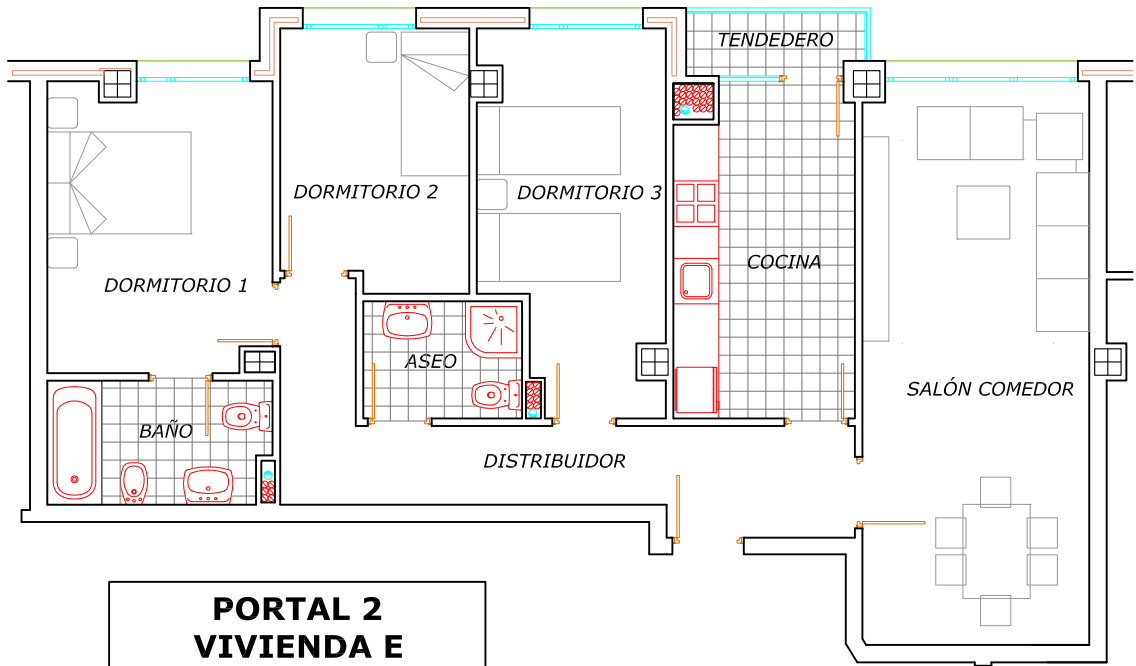 TENDEDERO
DORMITORIO 2
DORMITORIO 3
COCINA
DORMITORIO 1
ASEO
SALÓN COMEDOR
BAÑO
DISTRIBUIDOR
PORTAL 2
VIVIENDA E